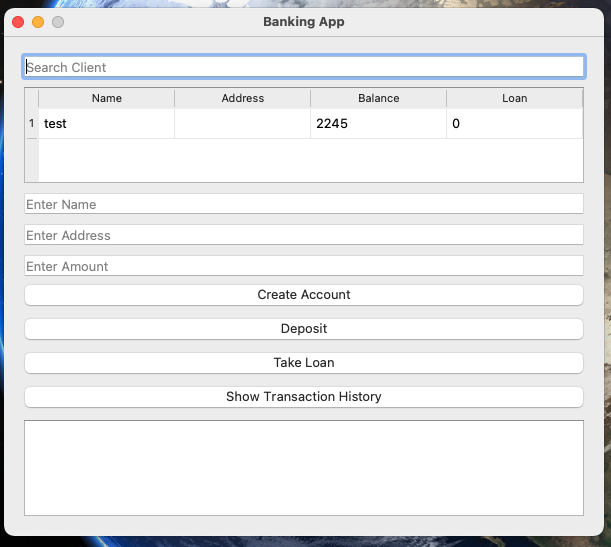 Banking App
Search Client
Name Address Balance Loan
1 test 2245 0
Enter Name
Enter Address
Enter Amount
Create Account
Deposit
Take Loan
Show Transaction History